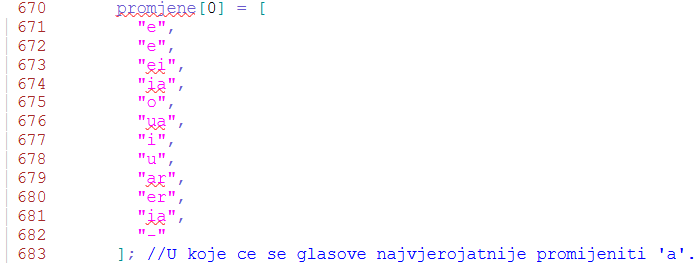 670 promjene[0] = [
671 "e",
672 "e",
673 "ei",
674 "ia",
675 "o",
676 "ua",
677 "i",
678 "u",
679 "ar",
680 "er",
681 "ia",
682 "-"
683 ]; //U koje ce se glasove najvjerojatnije promijeniti 'a'.